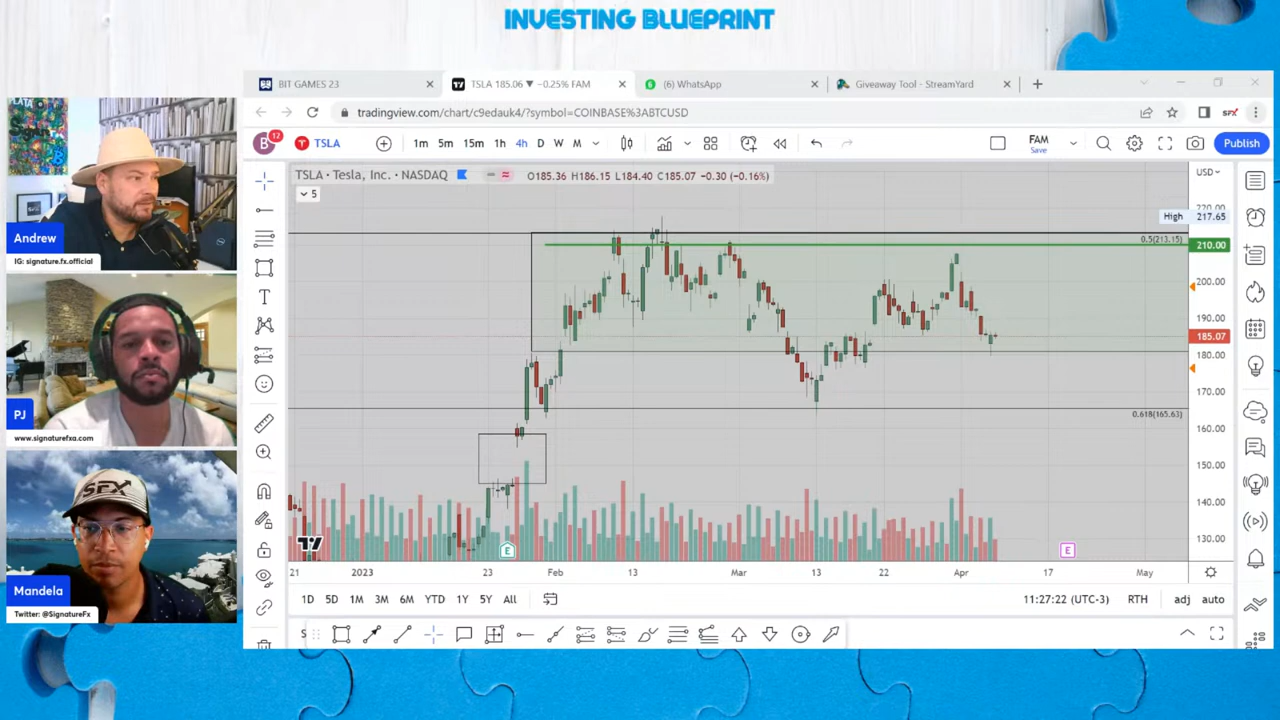 INVESTING BLUEPRINT
BIT GAMES 23
TSLA 185.06 ▼ −0.25% FAM
(6) WhatsApp
Giveaway Tool - StreamYard
tradingview.com/chart/c9edauk4/?symbol=COINBASE%3ABTCUSD
SFX
B 12
TSLA
1m 5m 15m 1h 4h D W M
FAM
Save
Publish
TSLA · Tesla, Inc. · NASDAQ
O185.36 H186.15 L184.40 C185.07 −0.30 (−0.16%)
USD
5
220.00
High 217.65
0.5(213.15)
210.00
200.00
190.00
185.07
180.00
170.00
0.618(165.63)
160.00
150.00
140.00
130.00
E
E
21 2023 23 Feb 13 Mar 13 22 Apr 17 May
1D 5D 1M 3M 6M YTD 1Y 5Y All
11:27:22 (UTC-3) RTH adj auto
S
Andrew
IG: signature.fx.official
PJ
www.signaturefxa.com
SFX
Mandela
Twitter: @SignatureFx